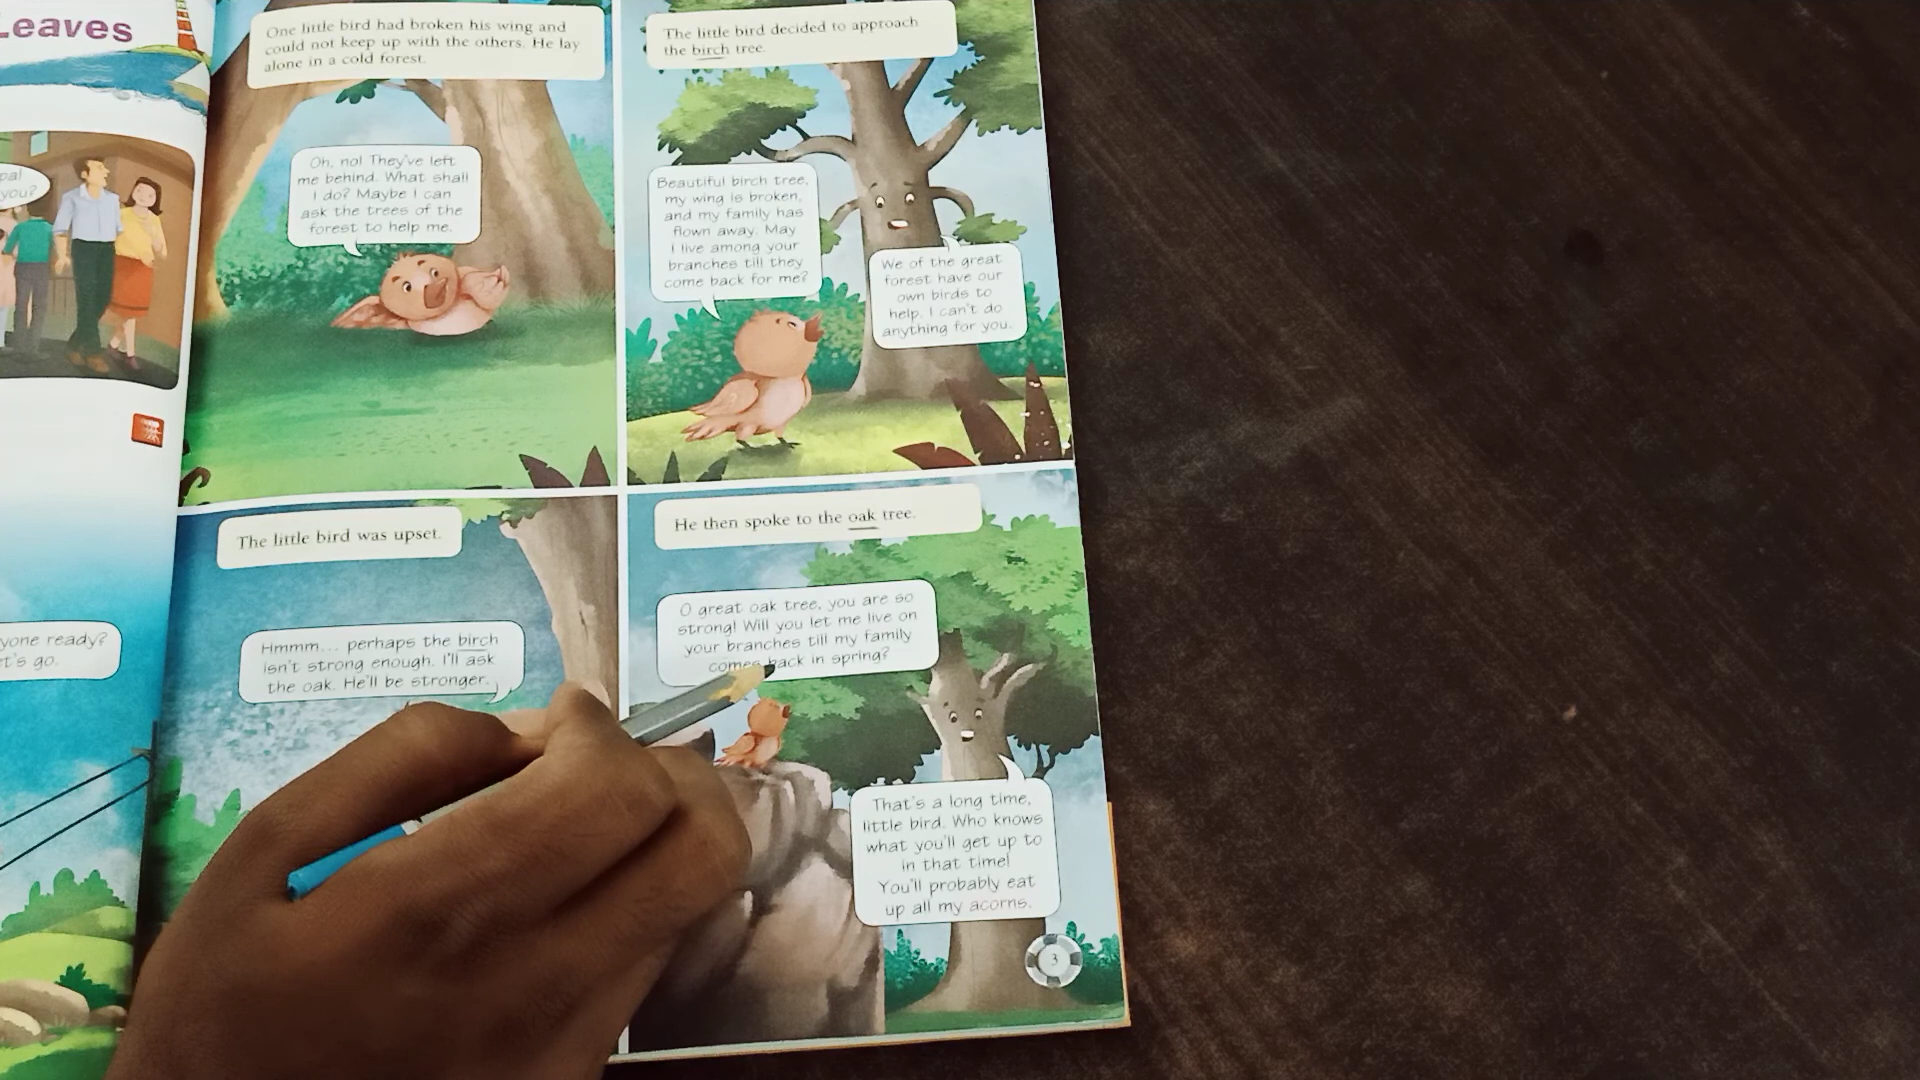 Leaves
pal
you?
yone ready?
t's go.
One little bird had broken his wing and
could not keep up with the others. He lay
alone in a cold forest.
Oh, no! They've left
me behind. What shall
I do? Maybe I can
ask the trees of the
forest to help me.
The little bird decided to approach
the birch tree.
Beautiful birch tree,
my wing is broken,
and my family has
flown away. May
I live among your
branches till they
come back for me?
We of the great
forest have our
own birds to
help. I can't do
anything for you.
The little bird was upset.
Hmmm... perhaps the birch
isn't strong enough. I'll ask
the oak. He'll be stronger.
He then spoke to the oak tree.
O great oak tree, you are so
strong! Will you let me live on
your branches till my family
comes back in spring?
That's a long time,
little bird. Who knows
what you'll get up to
in that time!
You'll probably eat
up all my acorns.
3